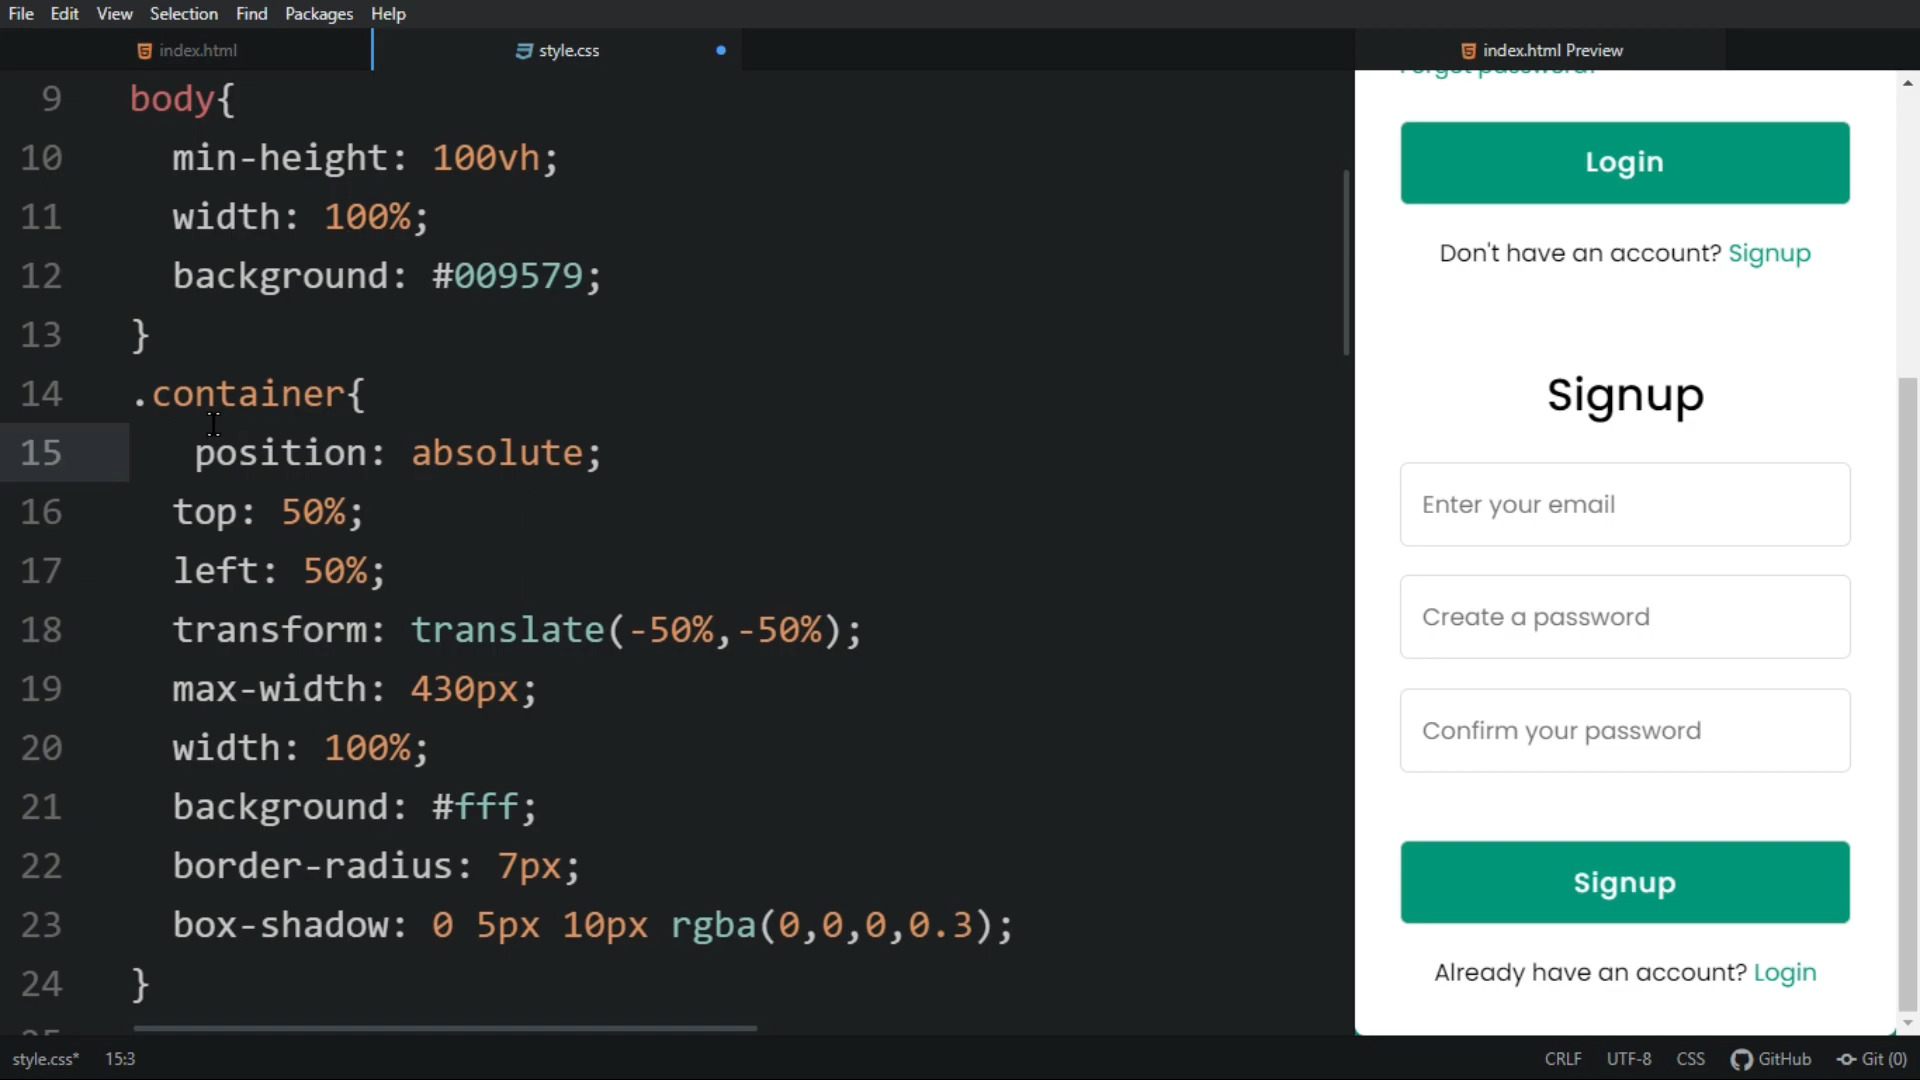 File Edit View Selection Find Packages Help
index.html
style.css
index.html Preview
9 body{
10 min-height: 100vh;
11 width: 100%;
12 background: #009579;
13 }
14 .container{
15 position: absolute;
16 top: 50%;
17 left: 50%;
18 transform: translate(-50%,-50%);
19 max-width: 430px;
20 width: 100%;
21 background: #fff;
22 border-radius: 7px;
23 box-shadow: 0 5px 10px rgba(0,0,0,0.3);
24 }
Forgot password?
Login
Don't have an account? Signup
Signup
Enter your email
Create a password
Confirm your password
Signup
Already have an account? Login
style.css* 15:3
CRLF UTF-8 CSS GitHub Git (0)